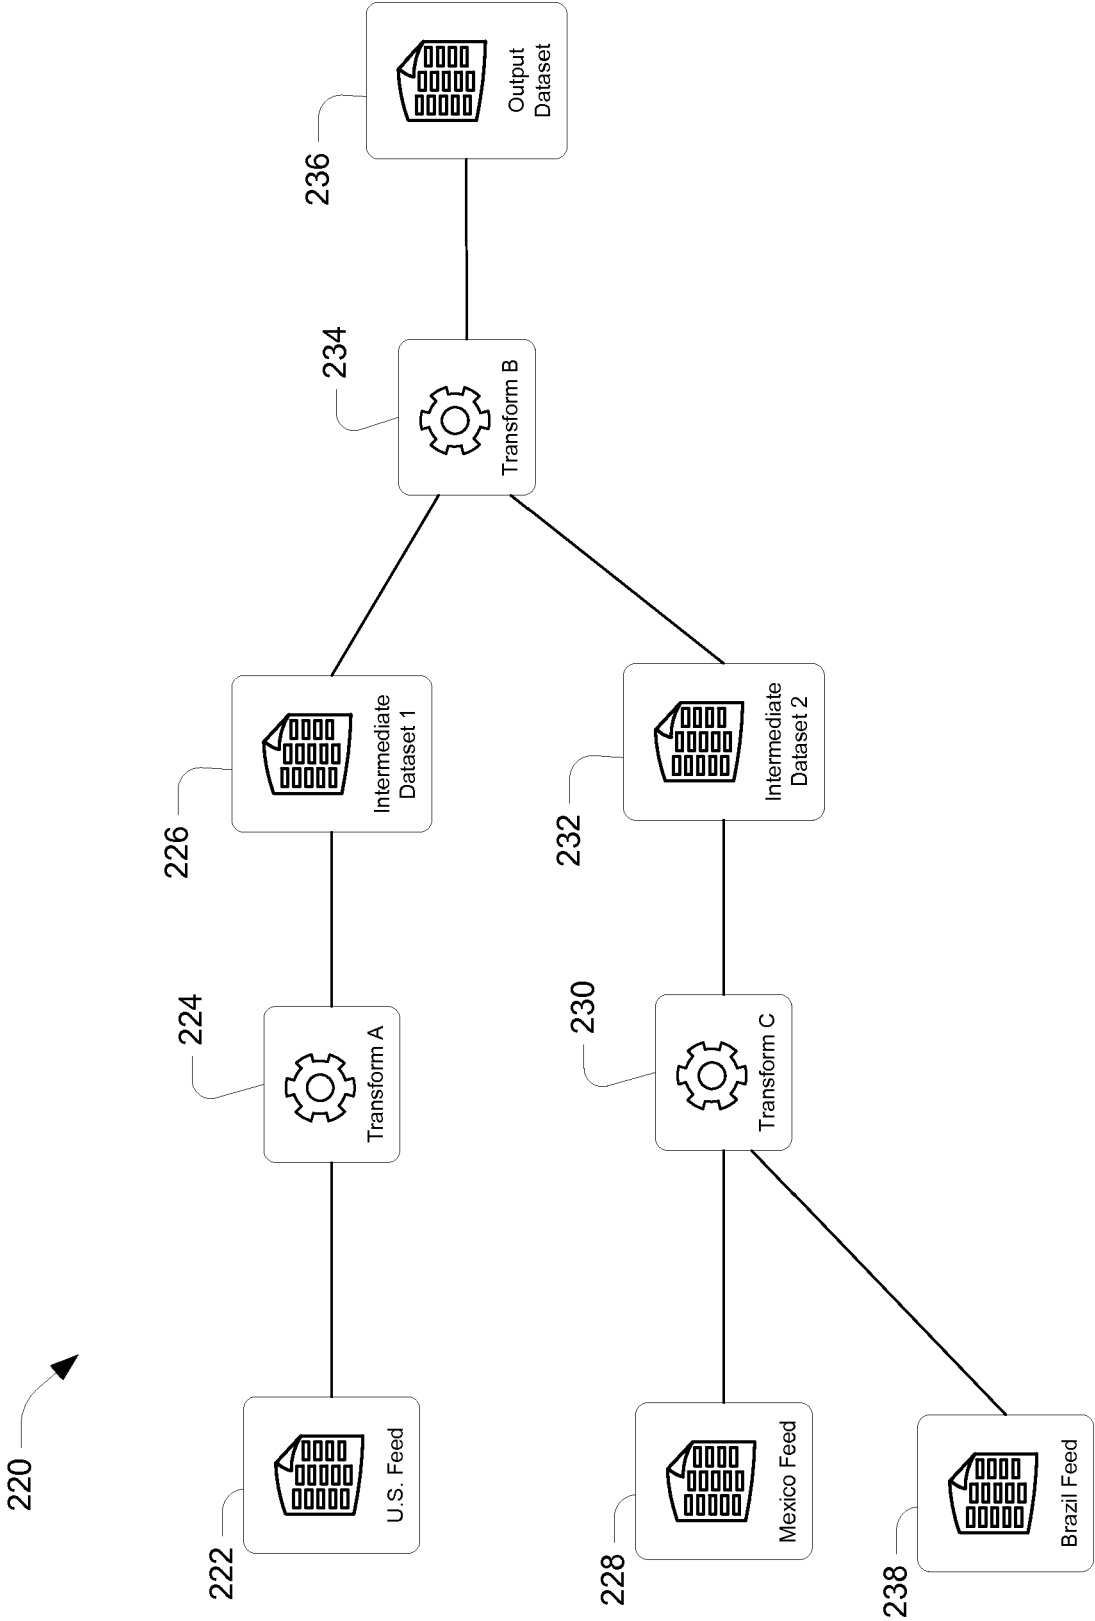 220
222
U.S. Feed
224
Transform A
226
Intermediate
Dataset 1
228
Mexico Feed
238
Brazil Feed
230
Transform C
232
Intermediate
Dataset 2
234
Transform B
236
Output
Dataset